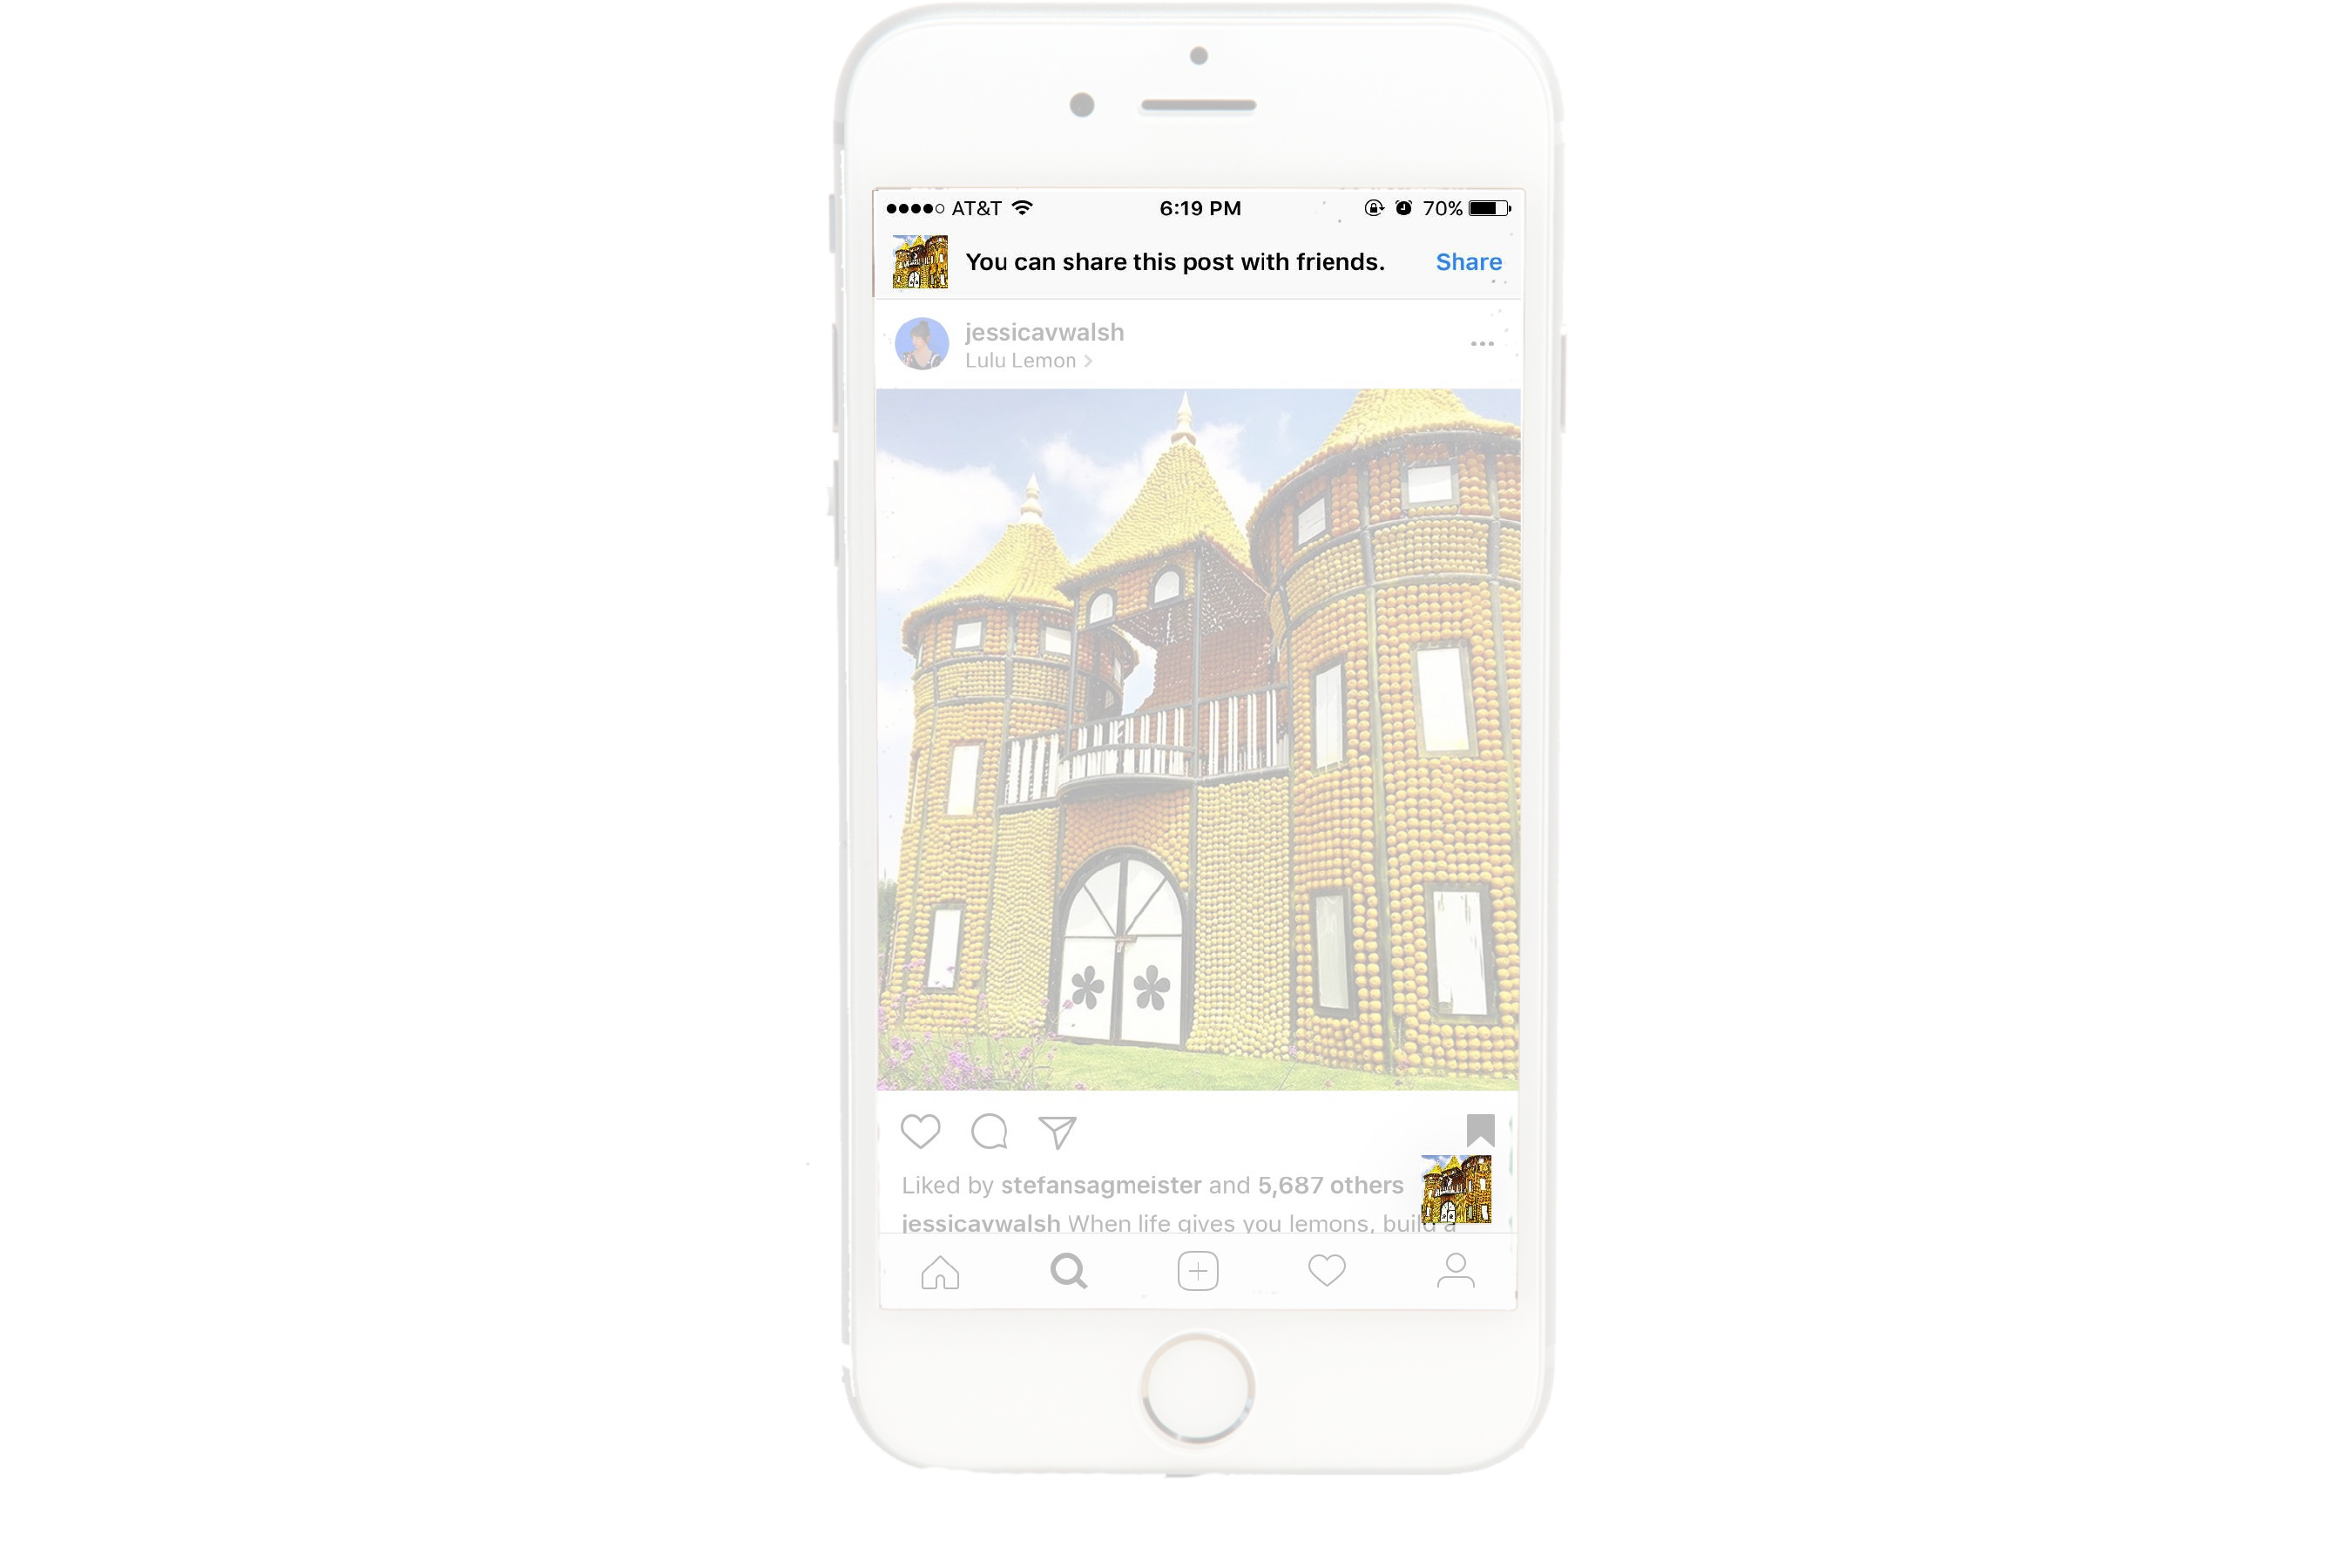 AT&T 6:19 PM 70%
You can share this post with friends. Share
jessicavwalsh
Lulu Lemon
Liked by stefansagmeister and 5,687 others
jessicavwalsh When life gives you lemons, build a